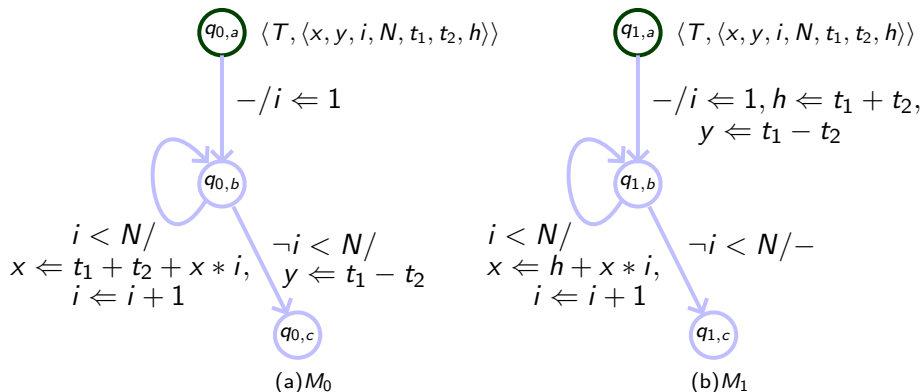 q₀,ₐ ⟨T, ⟨x, y, i, N, t₁, t₂, h⟩⟩
−/i ⇐ 1
q₀,b
i < N/
x ⇐ t₁ + t₂ + x ∗ i,
i ⇐ i + 1
¬i < N/
y ⇐ t₁ − t₂
q₀,c
(a)M₀
q₁,ₐ ⟨T, ⟨x, y, i, N, t₁, t₂, h⟩⟩
−/i ⇐ 1, h ⇐ t₁ + t₂,
y ⇐ t₁ − t₂
q₁,b
i < N/
x ⇐ h + x ∗ i,
i ⇐ i + 1
¬i < N/−
q₁,c
(b)M₁